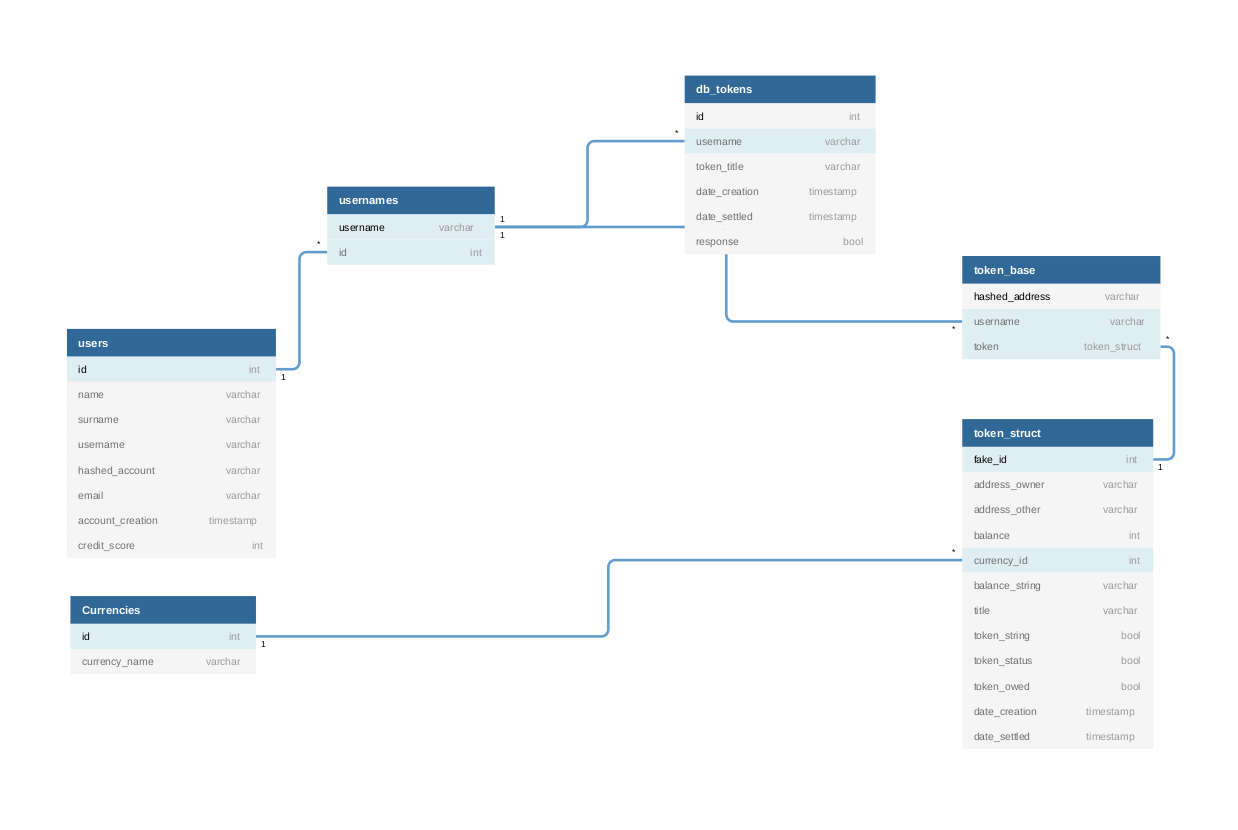 db_tokens
id int
* username varchar
token_title varchar
date_creation timestamp
date_settled timestamp
response bool
usernames
username varchar 1
* id int 1
token_base
hashed_address varchar
* username varchar
token token_struct *
users
id int 1
name varchar
surname varchar
username varchar
hashed_account varchar
email varchar
account_creation timestamp
credit_score int
token_struct
fake_id int 1
address_owner varchar
address_other varchar
balance int
* currency_id int
balance_string varchar
title varchar
token_string bool
token_status bool
token_owed bool
date_creation timestamp
date_settled timestamp
Currencies
id int 1
currency_name varchar